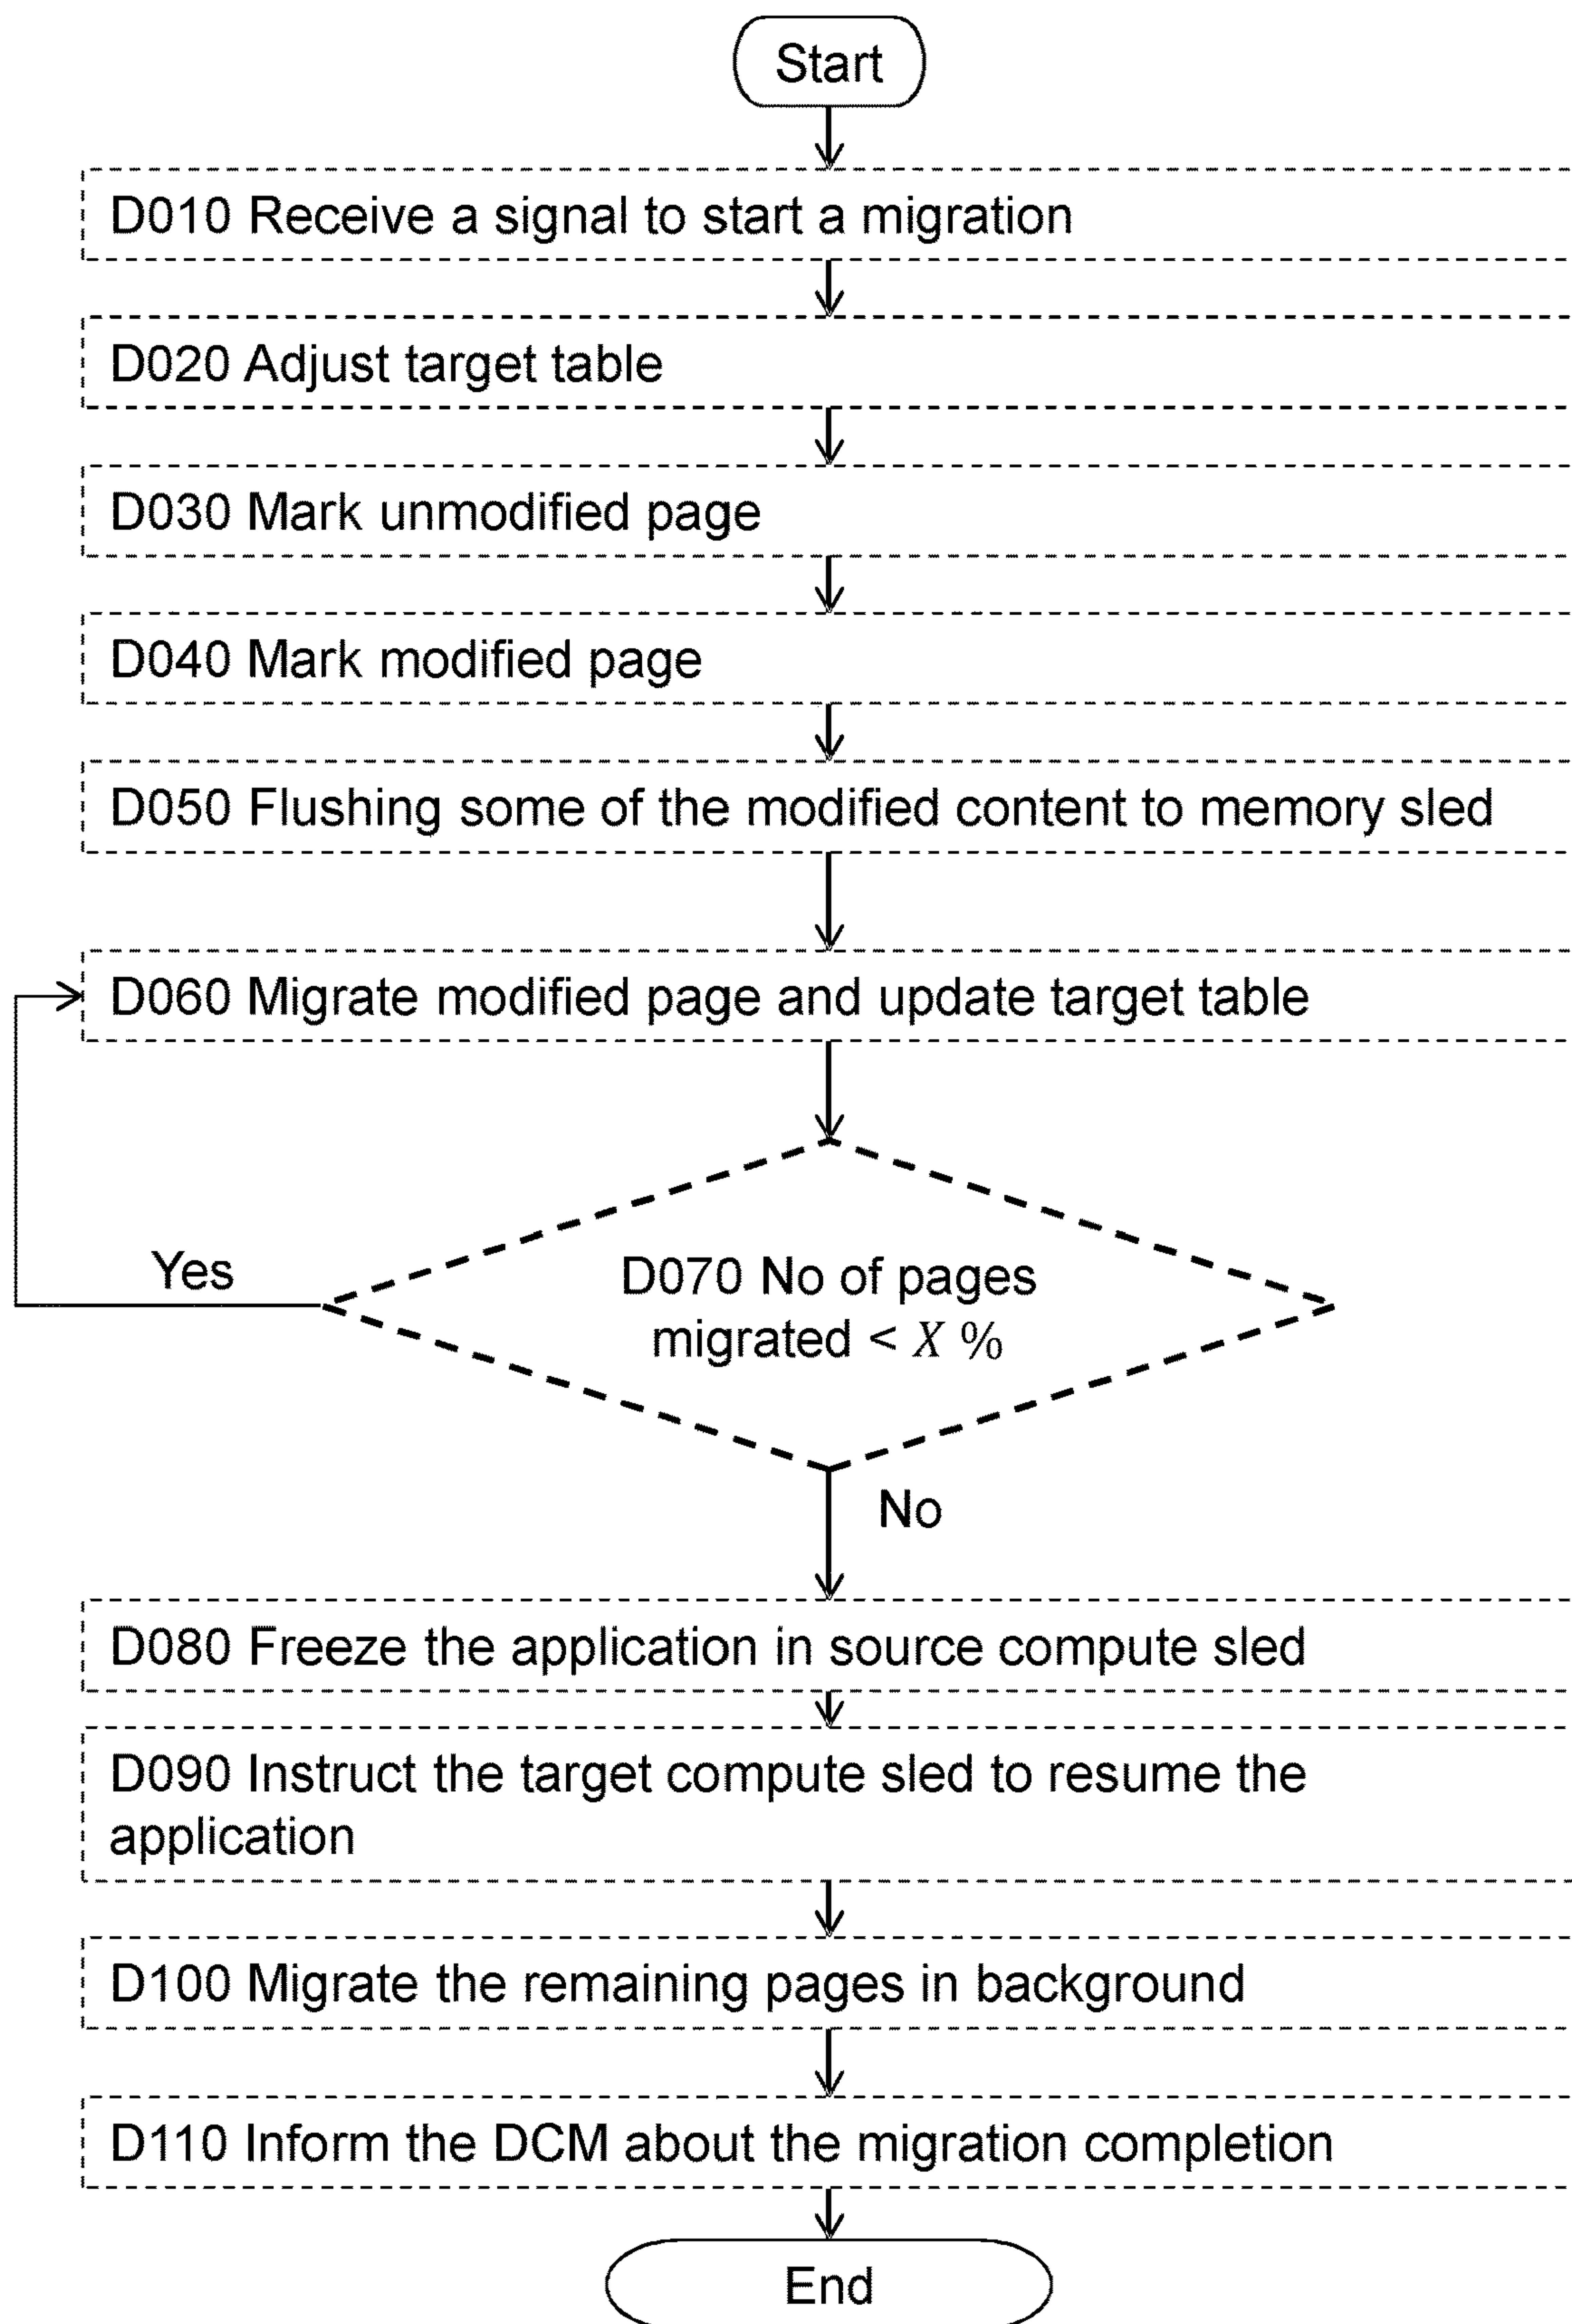 Start
D010 Receive a signal to start a migration
D020 Adjust target table
D030 Mark unmodified page
D040 Mark modified page
D050 Flushing some of the modified content to memory sled
D060 Migrate modified page and update target table
Yes
D070 No of pages
migrated < X %
No
D080 Freeze the application in source compute sled
D090 Instruct the target compute sled to resume the
application
D100 Migrate the remaining pages in background
D110 Inform the DCM about the migration completion
End